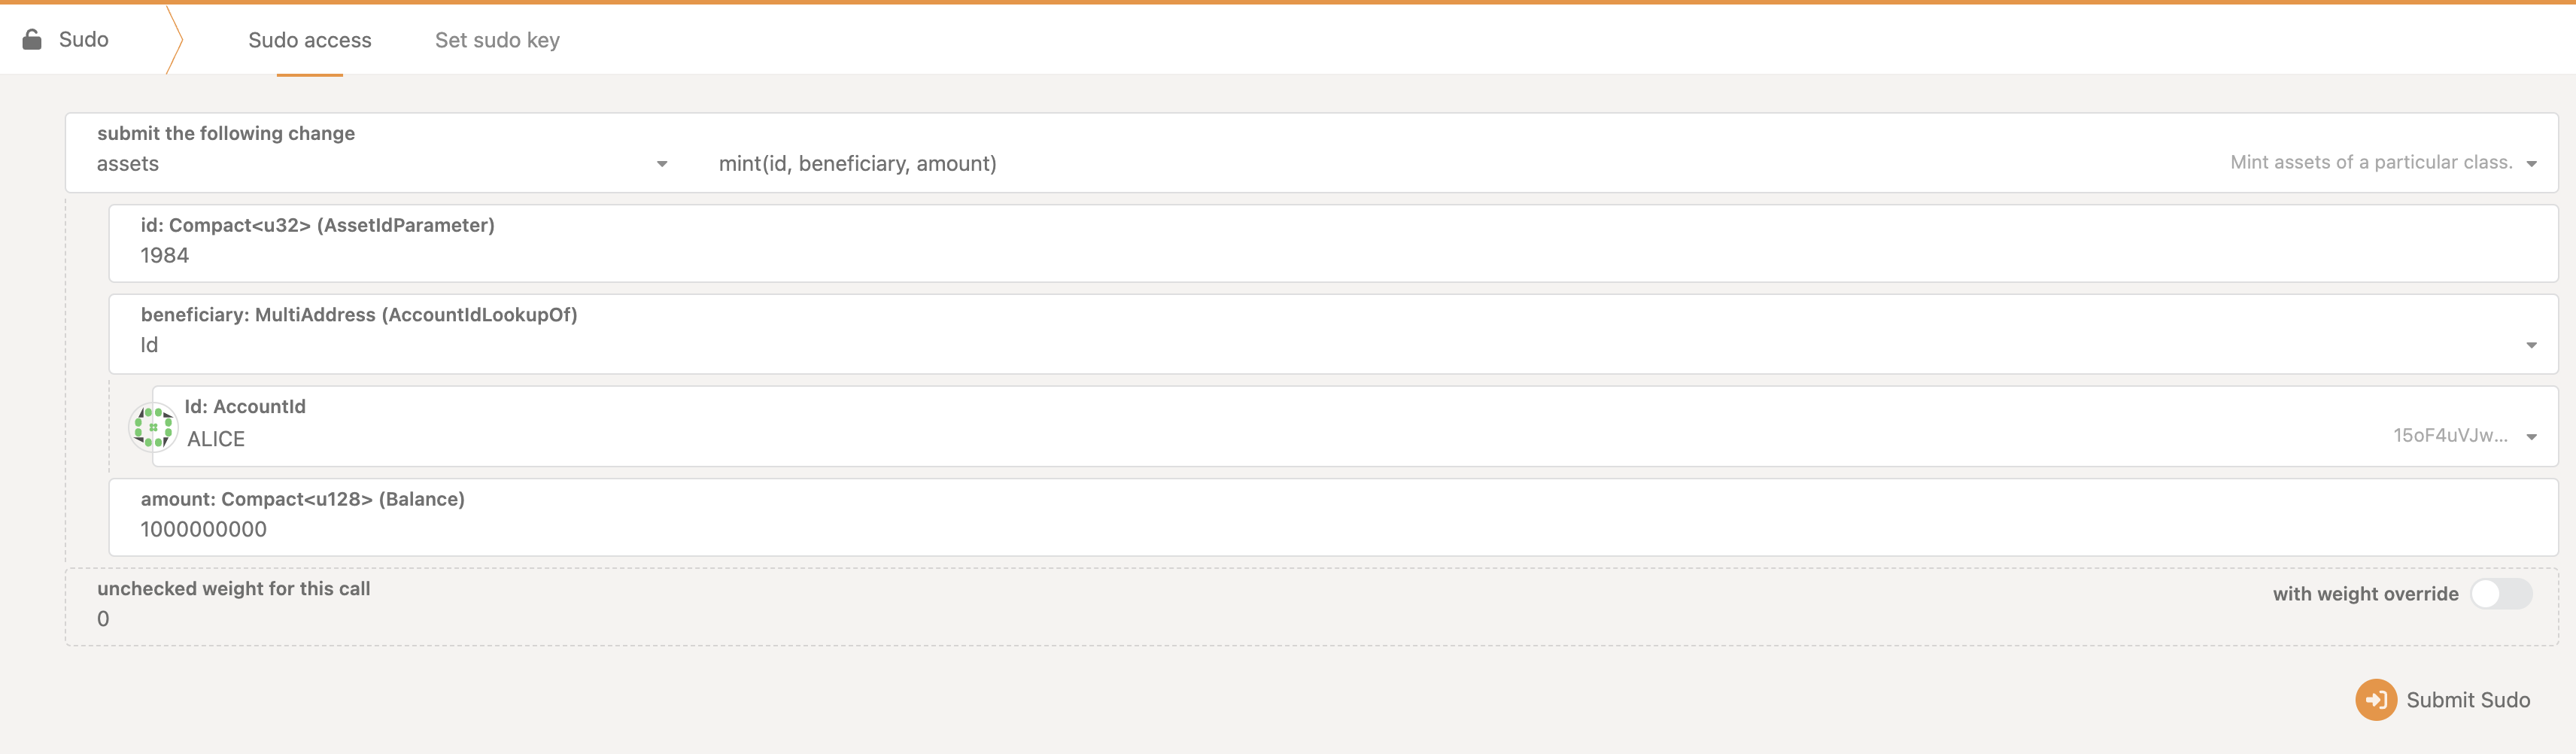 Sudo
Sudo access
Set sudo key
submit the following change
assets
mint(id, beneficiary, amount)
Mint assets of a particular class.
id: Compact<u32> (AssetIdParameter)
1984
beneficiary: MultiAddress (AccountIdLookupOf)
Id
Id: AccountId
ALICE
15oF4uVJw...
amount: Compact<u128> (Balance)
1000000000
unchecked weight for this call
0
with weight override
Submit Sudo